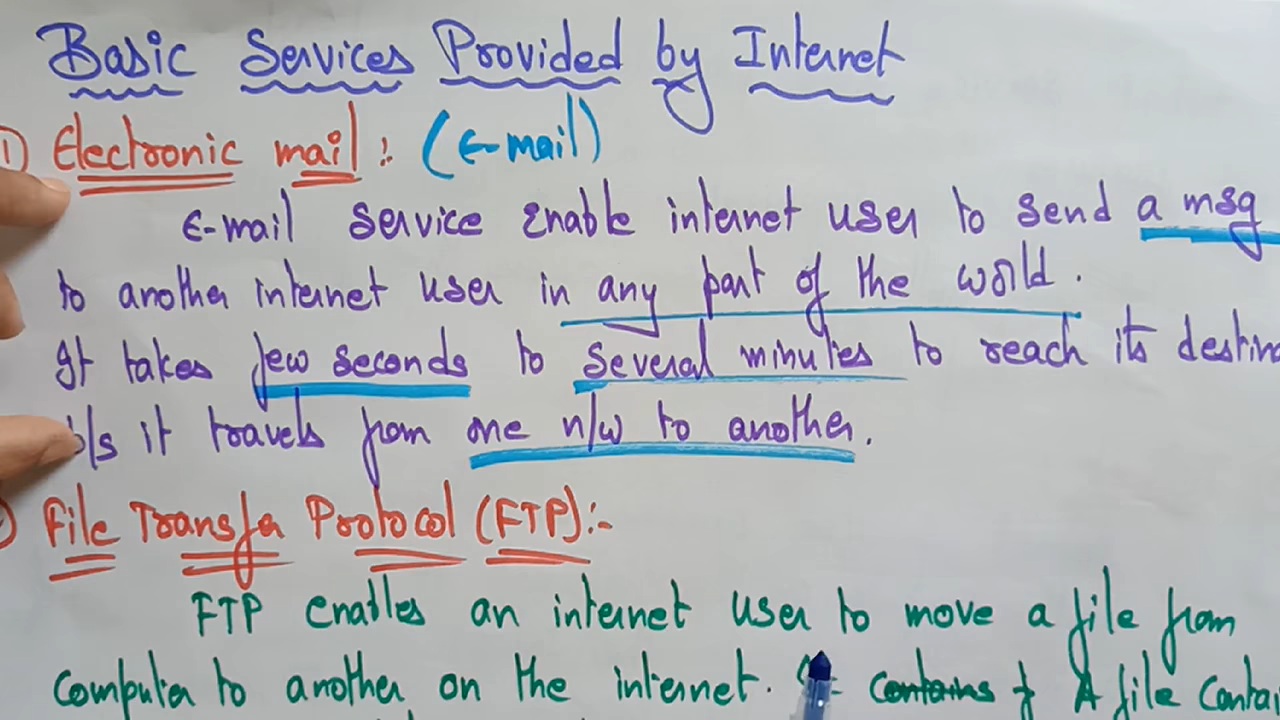 Basic Services Provided by Internet
1) Electronic mail : (E-mail)
E-mail service Enable internet user to send a msg
to another internet user in any part of the world.
It takes few seconds to several minutes to reach its
it travels from one n/w to another.
File Transfer Protocol (FTP):-
FTP enables an internet user to move a file from
computer to another on the internet. contains A file